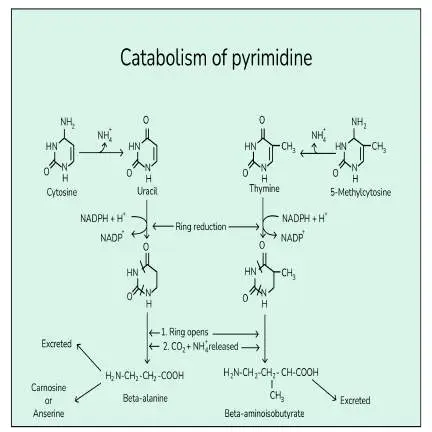 Catabolism of pyrimidine
NH₂ NH₄⁺ O O NH₄⁺ NH₂
HN HN HN CH₃ HN CH₃
O N O N O N O N
H H H H
Cytosine Uracil Thymine 5-Methylcytosine
NADPH + H⁺ NADPH + H⁺
Ring reduction
NADP⁺ NADP⁺
O O
HN HN CH₃
O N O N
H H
1. Ring opens
2. CO₂ + NH₄⁺ released
Excreted
H₂N-CH₂-CH₂-COOH H₂N-CH₂-CH₂- CH-COOH
CH₃
Carnosine
or
Anserine
Beta-alanine
Excreted
Beta-aminoisobutyrate